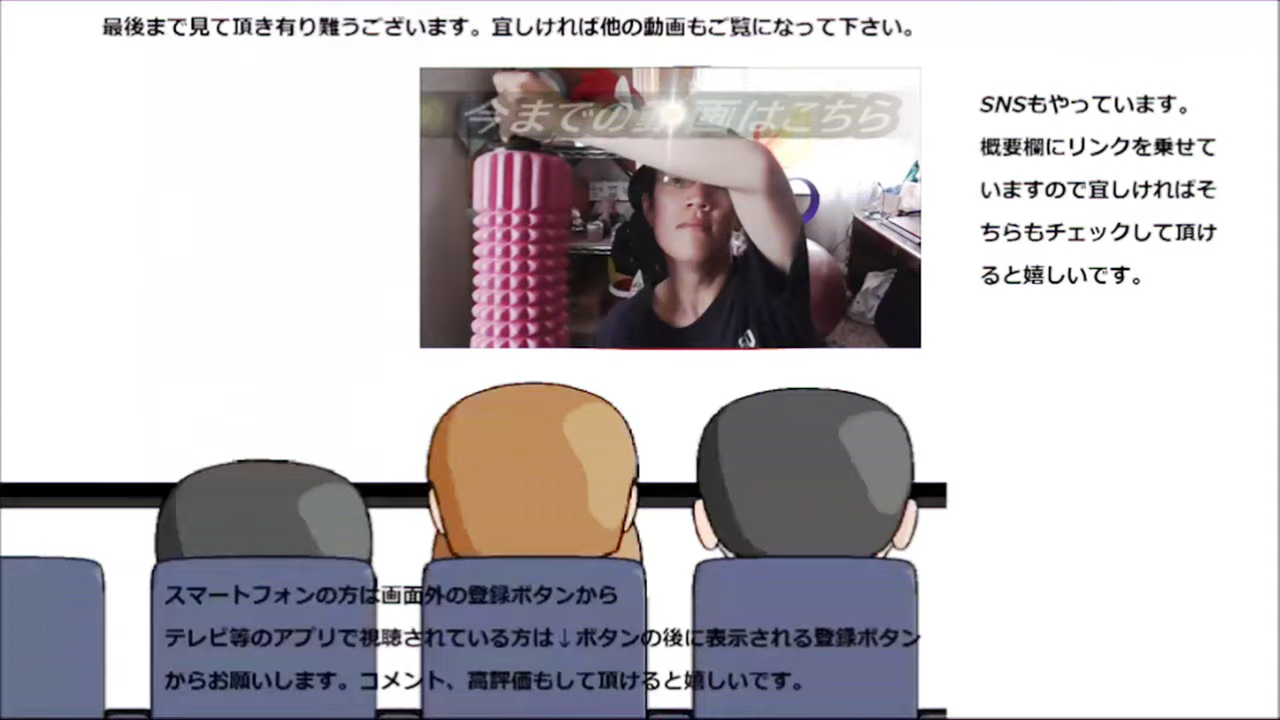 最後まで見て頂き有り難うございます。宜しければ他の動画もご覧になって下さい。
今までの動画はこちら
SNSもやっています。
概要欄にリンクを乗せて
いますので宜しければそ
ちらもチェックして頂け
ると嬉しいです。
スマートフォンの方は画面外の登録ボタンから
テレビ等のアプリで視聴されている方は↓ボタンの後に表示される登録ボタン
からお願いします。コメント、高評価もして頂けると嬉しいです。